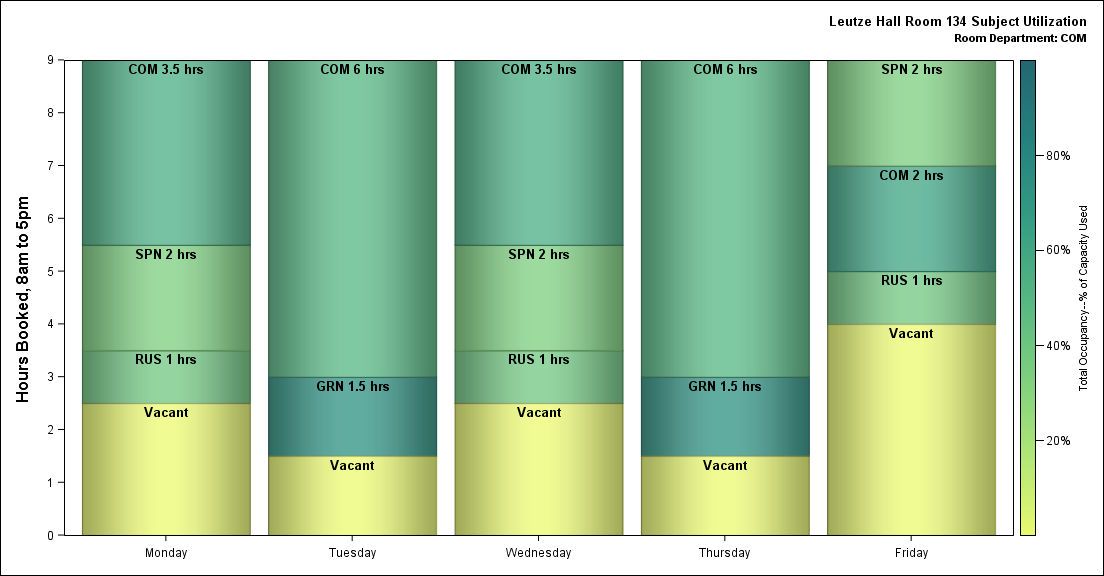 Leutze Hall Room 134 Subject Utilization
Room Department: COM
Hours Booked, 8am to 5pm
9
8
7
6
5
4
3
2
1
0
COM 3.5 hrs
SPN 2 hrs
RUS 1 hrs
Vacant
COM 6 hrs
GRN 1.5 hrs
Vacant
COM 3.5 hrs
SPN 2 hrs
RUS 1 hrs
Vacant
COM 6 hrs
GRN 1.5 hrs
Vacant
SPN 2 hrs
COM 2 hrs
RUS 1 hrs
Vacant
Monday
Tuesday
Wednesday
Thursday
Friday
80%
60%
40%
20%
Total Occupancy--% of Capacity Used